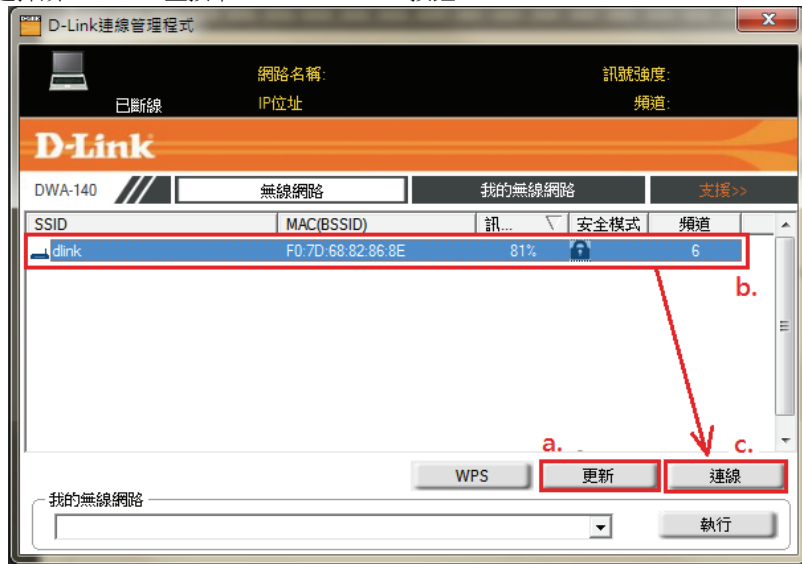 D-Link連線管理程式
網路名稱: 訊號強度:
已斷線 IP位址 頻道:
D-Link
DWA-140 無線網路 我的無線網路 支援>>
SSID MAC(BSSID) 訊... 安全模式 頻道
dlink F0:7D:68:82:86:8E 81% 6
b.
a. c.
WPS 更新 連線
我的無線網路
執行